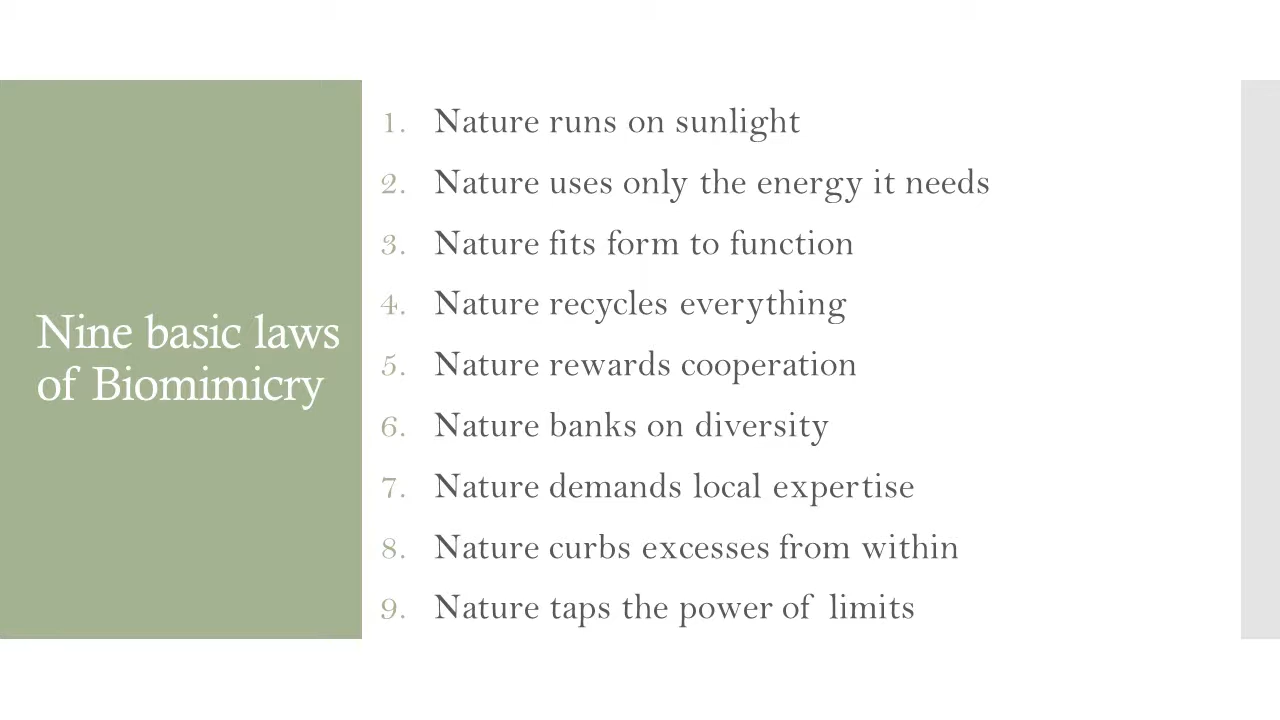 Nine basic laws
of Biomimicry
1. Nature runs on sunlight
2. Nature uses only the energy it needs
3. Nature fits form to function
4. Nature recycles everything
5. Nature rewards cooperation
6. Nature banks on diversity
7. Nature demands local expertise
8. Nature curbs excesses from within
9. Nature taps the power of limits